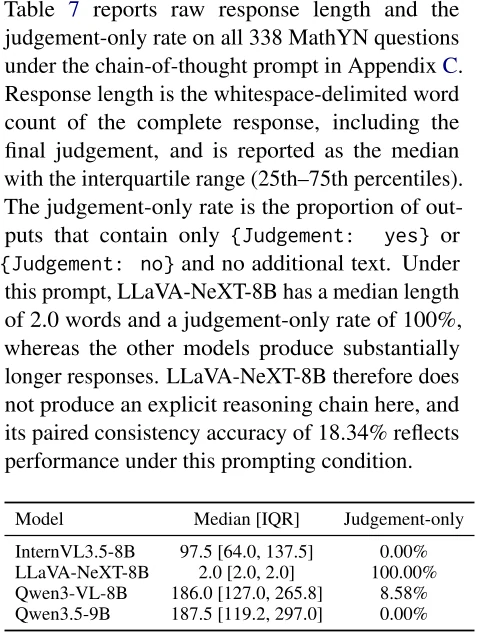 Table 7 reports raw response length and the
judgement-only rate on all 338 MathYN questions
under the chain-of-thought prompt in Appendix C.
Response length is the whitespace-delimited word
count of the complete response, including the
final judgement, and is reported as the median
with the interquartile range (25th–75th percentiles).
The judgement-only rate is the proportion of out-
puts that contain only {Judgement: yes} or
{Judgement: no} and no additional text. Under
this prompt, LLaVA-NeXT-8B has a median length
of 2.0 words and a judgement-only rate of 100%,
whereas the other models produce substantially
longer responses. LLaVA-NeXT-8B therefore does
not produce an explicit reasoning chain here, and
its paired consistency accuracy of 18.34% reflects
performance under this prompting condition.
Model Median [IQR] Judgement-only
InternVL3.5-8B 97.5 [64.0, 137.5] 0.00%
LLaVA-NeXT-8B 2.0 [2.0, 2.0] 100.00%
Qwen3-VL-8B 186.0 [127.0, 265.8] 8.58%
Qwen3.5-9B 187.5 [119.2, 297.0] 0.00%